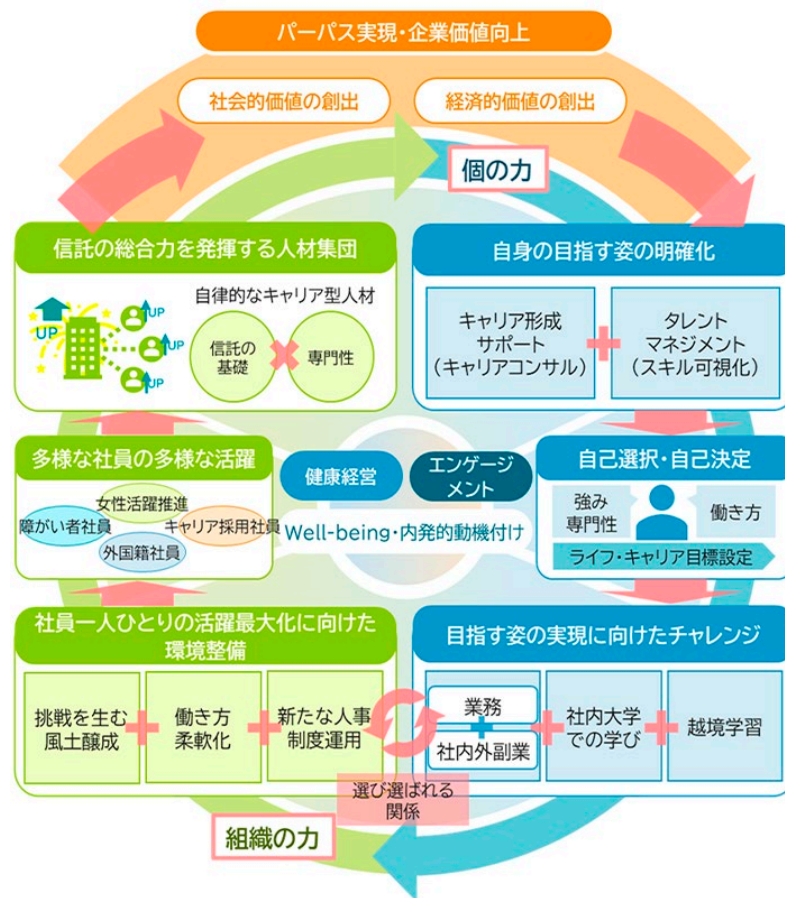 パーパス実現・企業価値向上
社会的価値の創出
経済的価値の創出
個の力
信託の総合力を発揮する人材集団
自律的なキャリア型人材
UP
UP
UP
UP
信託の
基礎
専門性
自身の目指す姿の明確化
キャリア形成
サポート
(キャリアコンサル)
タレント
マネジメント
(スキル可視化)
多様な社員の多様な活躍
女性活躍推進
障がい者社員
キャリア採用社員
外国籍社員
健康経営
エンゲージ
メント
Well-being・内発的動機付け
自己選択・自己決定
強み
専門性
働き方
ライフ・キャリア目標設定
社員一人ひとりの活躍最大化に向けた
環境整備
挑戦を生む
風土醸成
働き方
柔軟化
新たな人事
制度運用
目指す姿の実現に向けたチャレンジ
業務
社内外副業
社内大学
での学び
越境学習
選び選ばれる
関係
組織の力